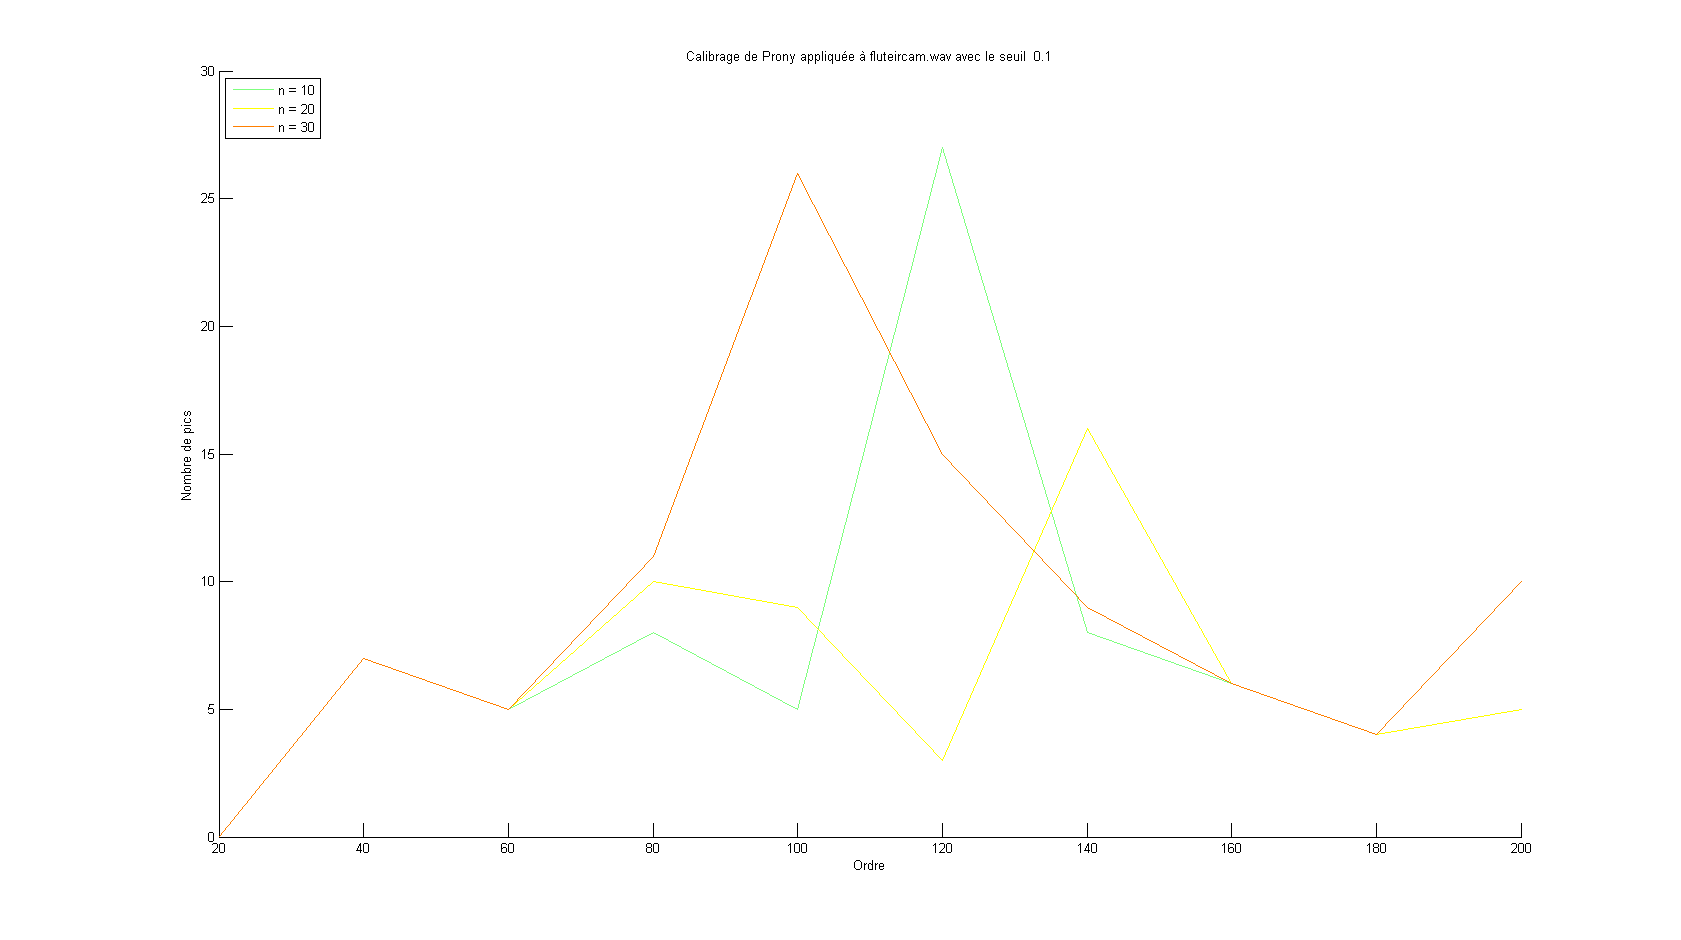 Calibrage de Prony appliquée à fluteircam.wav avec le seuil  0.1
30
n = 10
n = 20
n = 30
25
20
Nombre de pics
15
10
5
0
20 40 60 80 100 120 140 160 180 200
Ordre